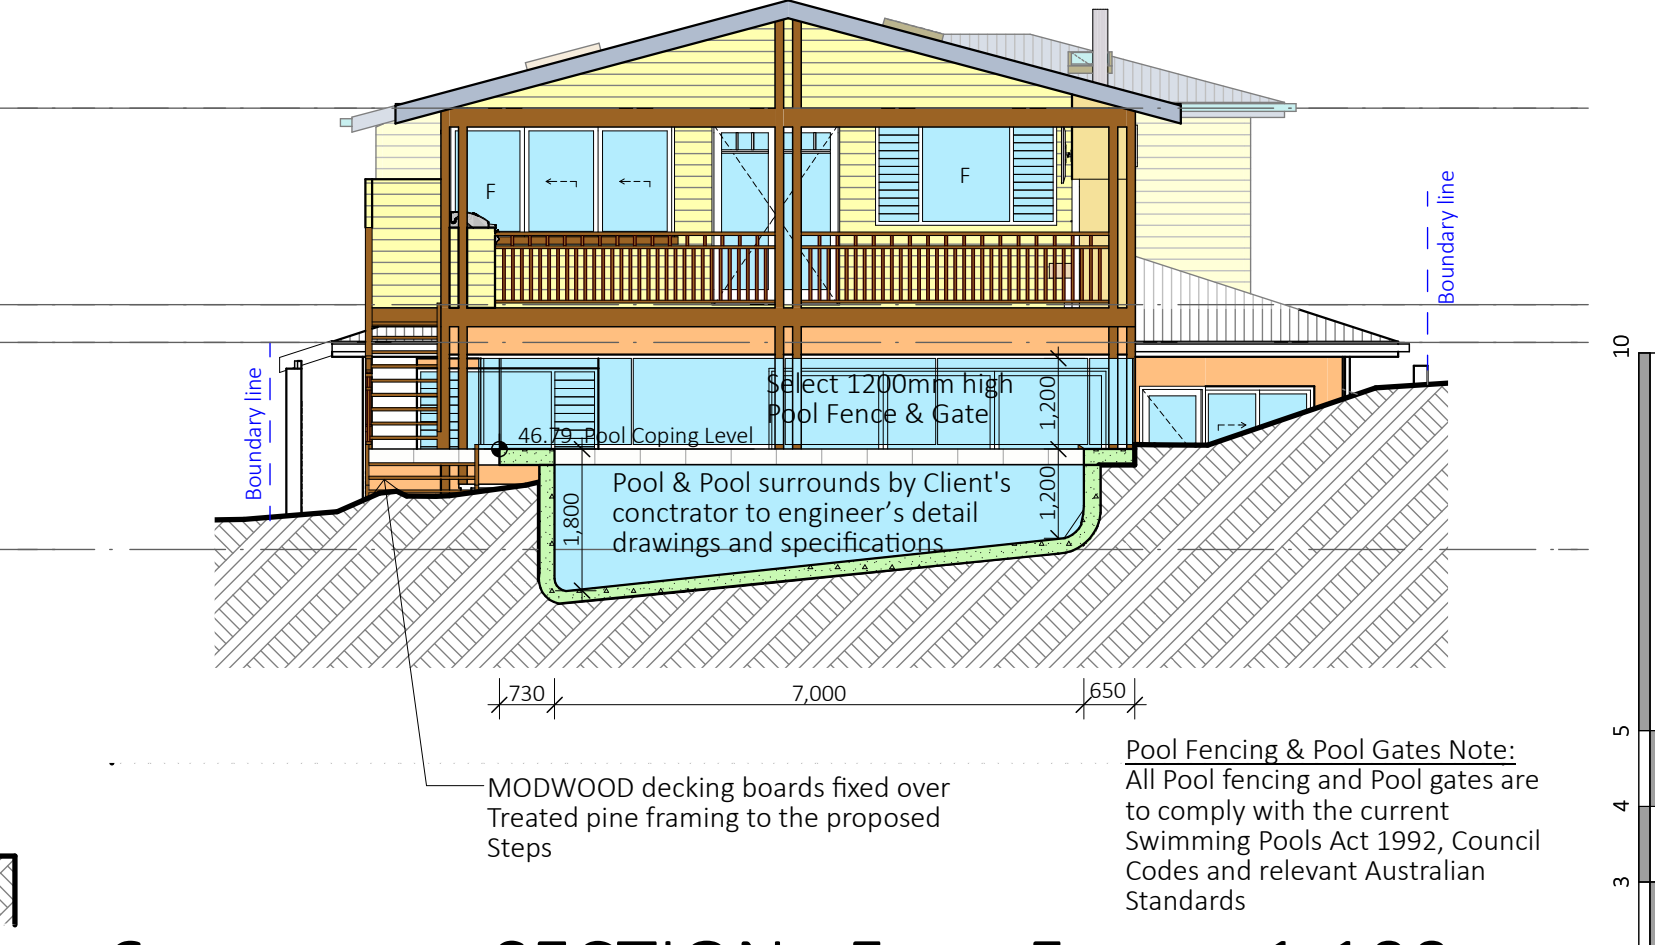 F
F
Boundary line
Boundary line
Select 1200mm high
Pool Fence & Gate
1,200
46.79 Pool Coping Level
Pool & Pool surrounds by Client's
conctrator to engineer’s detail
drawings and specifications
1,800
1,200
730
7,000
650
MODWOOD decking boards fixed over
Treated pine framing to the proposed
Steps
Pool Fencing & Pool Gates Note:
All Pool fencing and Pool gates are
to comply with the current
Swimming Pools Act 1992, Council
Codes and relevant Australian
Standards
10
5
4
3